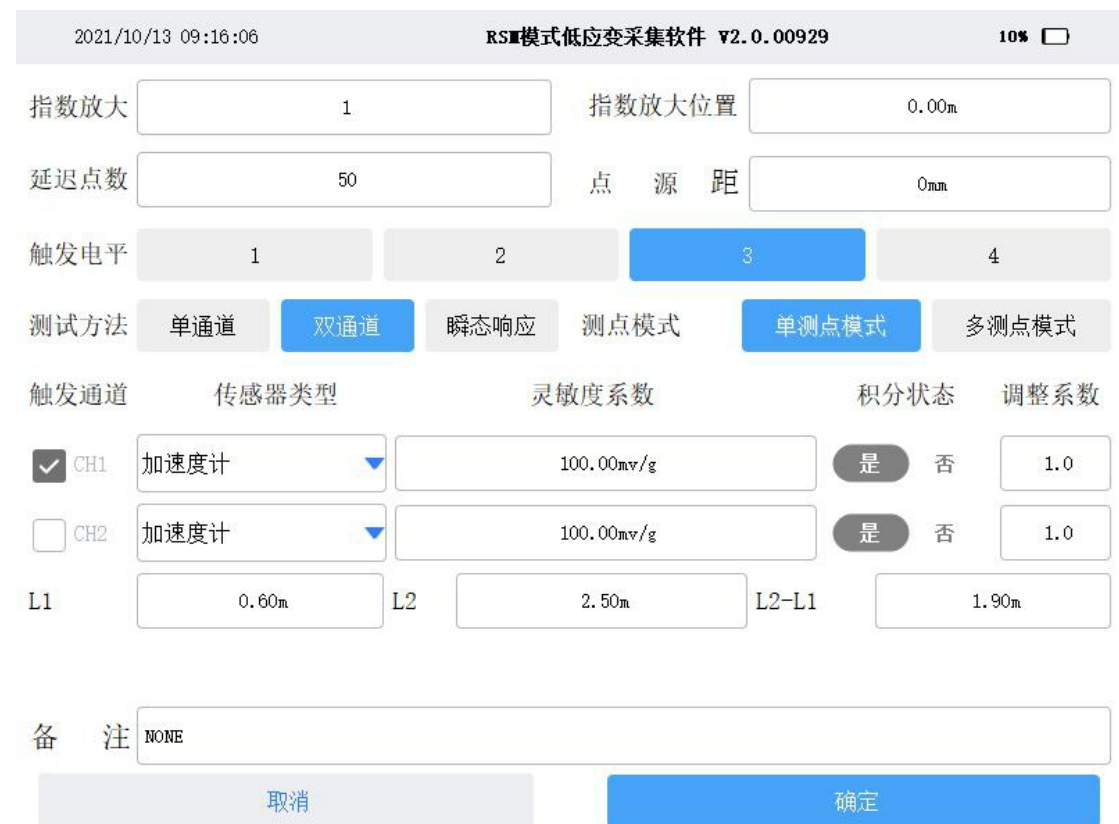 2021/10/13 09:16:06 RSM模式低应变采集软件 V2.0.00929 10%
指数放大 1 指数放大位置 0.00m
延迟点数 50 点 源 距 0mm
触发电平 1 2 3 4
测试方法 单通道 双通道 瞬态响应 测点模式 单测点模式 多测点模式
触发通道 传感器类型 灵敏度系数 积分状态 调整系数
CH1 加速度计 100.00mv/g 是 否 1.0
CH2 加速度计 100.00mv/g 是 否 1.0
L1 0.60m L2 2.50m L2-L1 1.90m
备 注 NONE
取消 确定